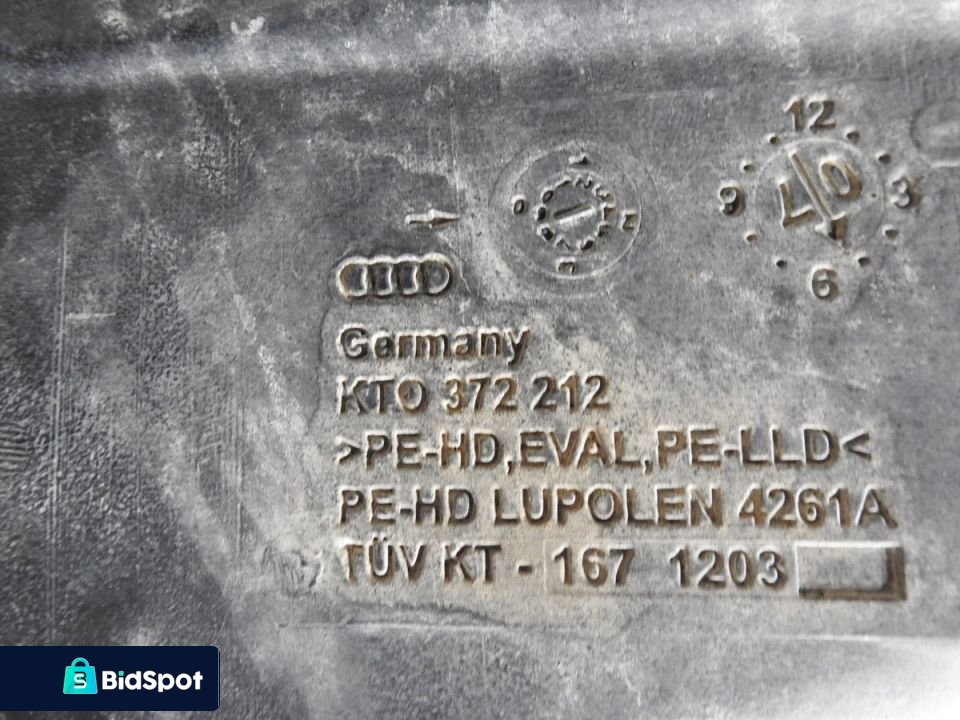 12
9
3
07
6
Germany
KTO 372 212
>PE-HD,EVAL,PE-LLD<
PE-HD LUPOLEN 4261A
TÜV KT - 167 1203
BidSpot